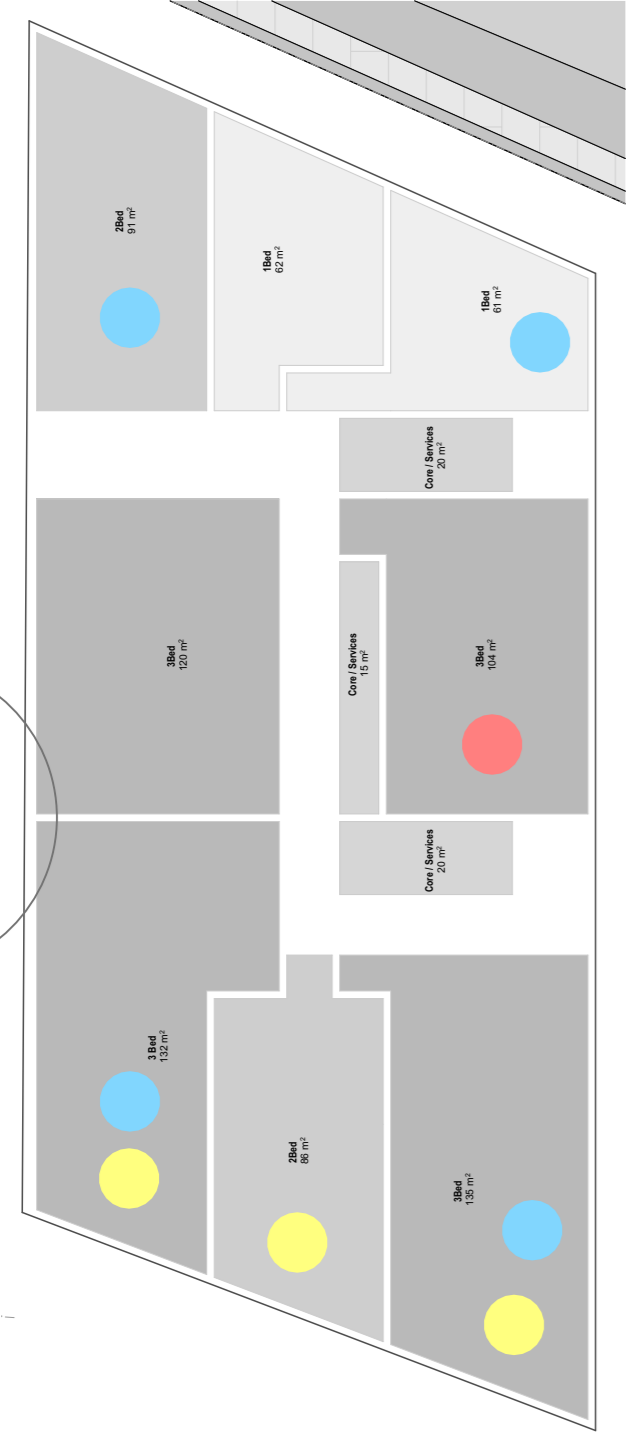 2Bed
91 m²
1Bed
62 m²
1Bed
61 m²
Core / Services
20 m²
3Bed
120 m²
Core / Services
15 m²
3Bed
104 m²
Core / Services
20 m²
3 Bed
132 m²
2Bed
86 m²
3Bed
135 m²